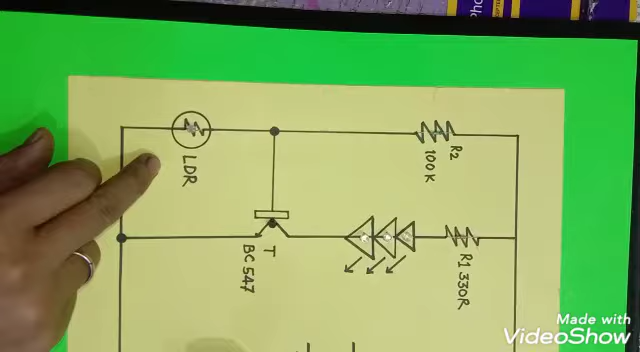 R2
100 K
LDR
R1 330R
T
BC 547
Made with
VideoShow